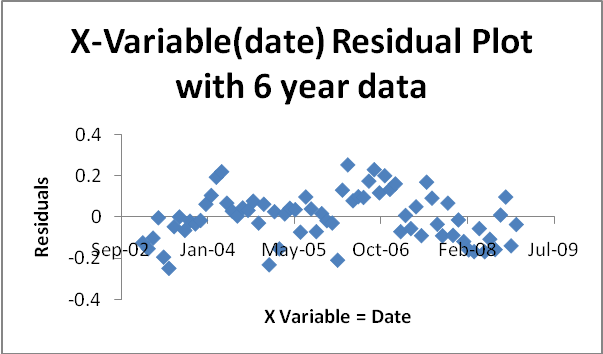 X-Variable(date) Residual Plot
with 6 year data
0.4
0.2
0
-0.2
-0.4
Residuals
Sep-02 Jan-04 May-05 Oct-06 Feb-08 Jul-09
X Variable = Date